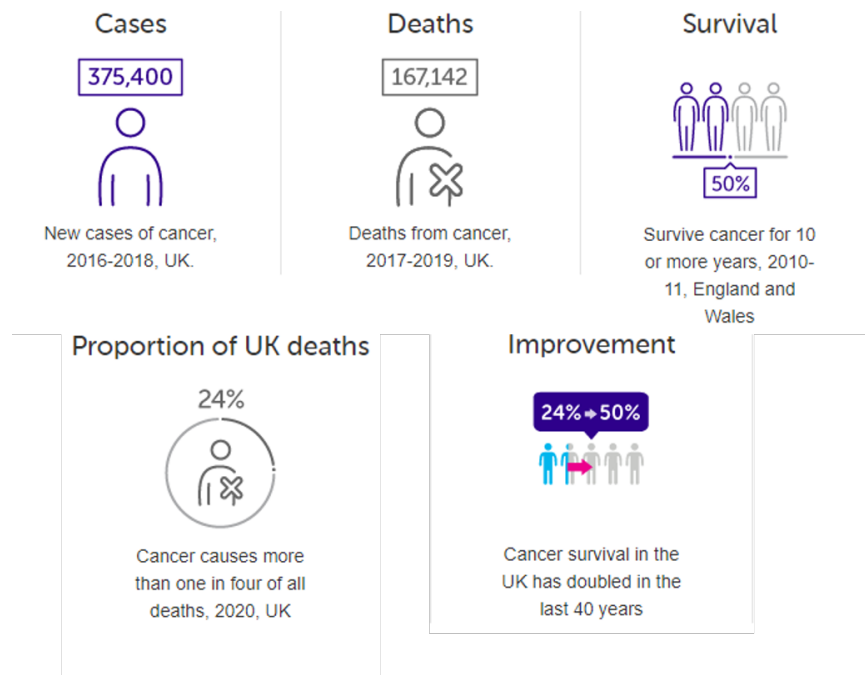 Cases
375,400
New cases of cancer,
2016-2018, UK.
Deaths
167,142
Deaths from cancer,
2017-2019, UK.
Survival
50%
Survive cancer for 10
or more years, 2010-
11, England and
Wales
Proportion of UK deaths
24%
Cancer causes more
than one in four of all
deaths, 2020, UK
Improvement
24% ➡ 50%
Cancer survival in the
UK has doubled in the
last 40 years